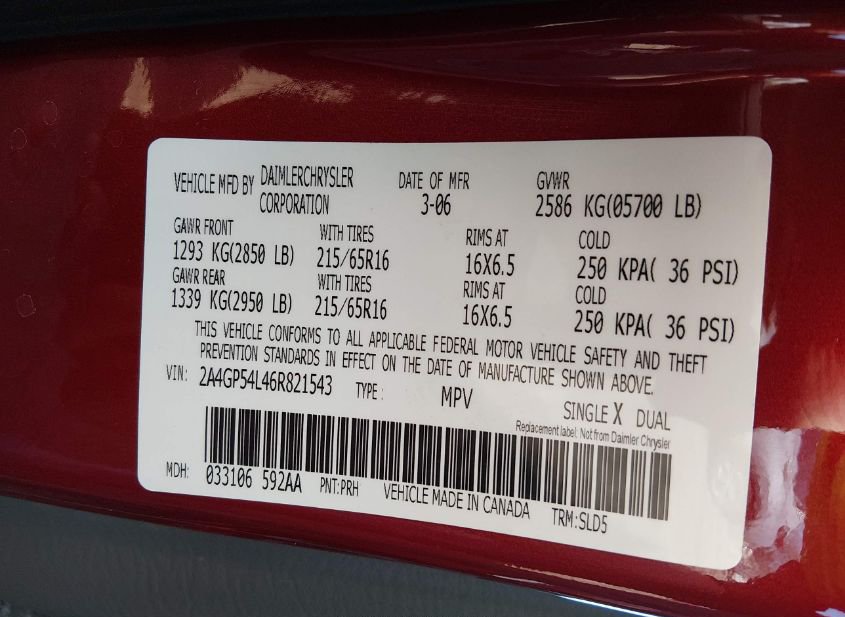 VEHICLE MFD BY DAIMLERCHRYSLER CORPORATION DATE OF MFR 3-06 GVWR 2586 KG(05700 LB)
GAWR FRONT WITH TIRES RIMS AT COLD
1293 KG(2850 LB) 215/65R16 16X6.5 250 KPA( 36 PSI)
GAWR REAR WITH TIRES RIMS AT COLD
1339 KG(2950 LB) 215/65R16 16X6.5 250 KPA( 36 PSI)
THIS VEHICLE CONFORMS TO ALL APPLICABLE FEDERAL MOTOR VEHICLE SAFETY AND THEFT
PREVENTION STANDARDS IN EFFECT ON THE DATE OF MANUFACTURE SHOWN ABOVE.
VIN: 2A4GP54L46R821543 TYPE: MPV SINGLE X DUAL
Replacement label: Not from Daimler Chrysler
MDH: 033106 592AA PNT:PRH VEHICLE MADE IN CANADA TRM:SLD5